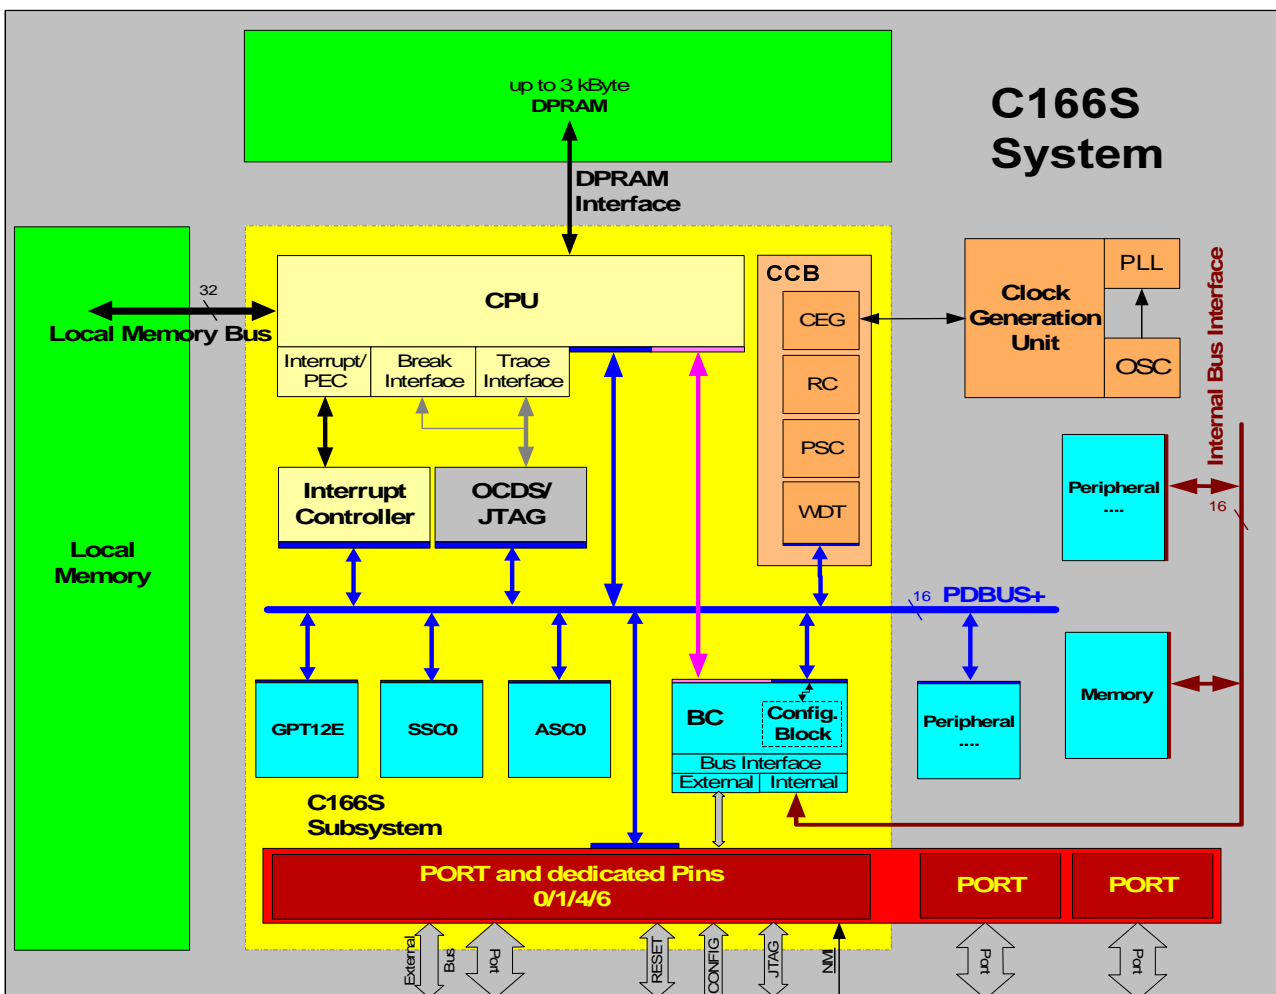 up to 3 kByte
DPRAM
C166S
System
DPRAM
Interface
CCB
CPU
32
Local Memory Bus
Interrupt/
PEC
Break
Interface
Trace
Interface
CEG
RC
PSC
WDT
Clock
Generation
Unit
PLL
OSC
Internal Bus Interface
Interrupt
Controller
OCDS/
JTAG
Local
Memory
Peripheral
....
16
16
PDBUS+
GPT12E
SSC0
ASC0
BC
Config.
Block
Bus Interface
External
Internal
Peripheral
....
Memory
C166S
Subsystem
PORT and dedicated Pins
0/1/4/6
PORT
PORT
External
Bus
Port
RESET
CONFIG
JTAG
NMI
Port
Port